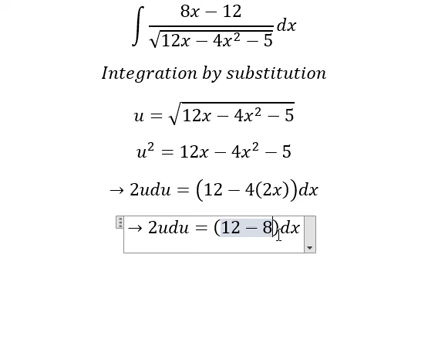 ∫ (8x − 12)/√(12x − 4x² − 5) dx
Integration by substitution
u = √(12x − 4x² − 5)
u² = 12x − 4x² − 5
→ 2udu = (12 − 4(2x))dx
→ 2udu = (12 − 8)dx